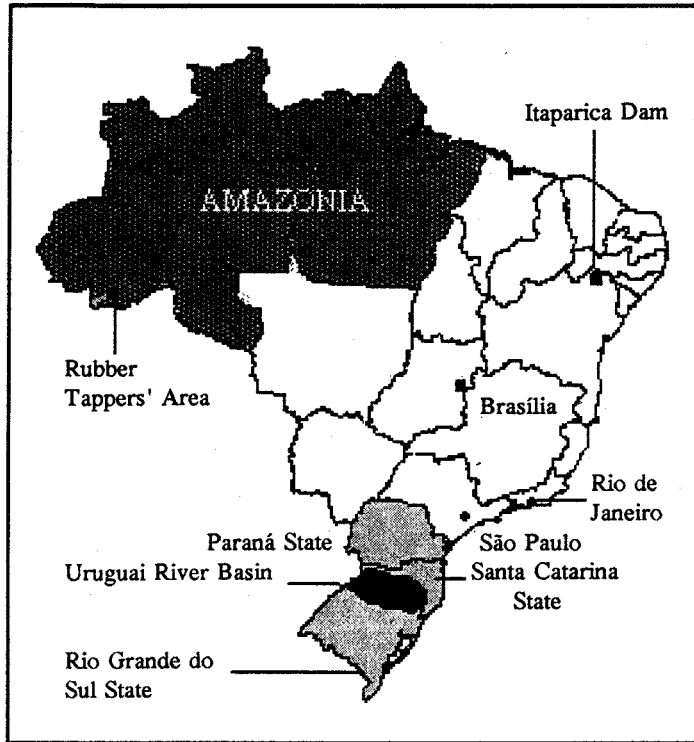 Itaparica Dam
AMAZONIA
Rubber
Tappers' Area
Brasília
Rio de
Janeiro
Paraná State
São Paulo
Uruguai River Basin
Santa Catarina
State
Rio Grande do
Sul State